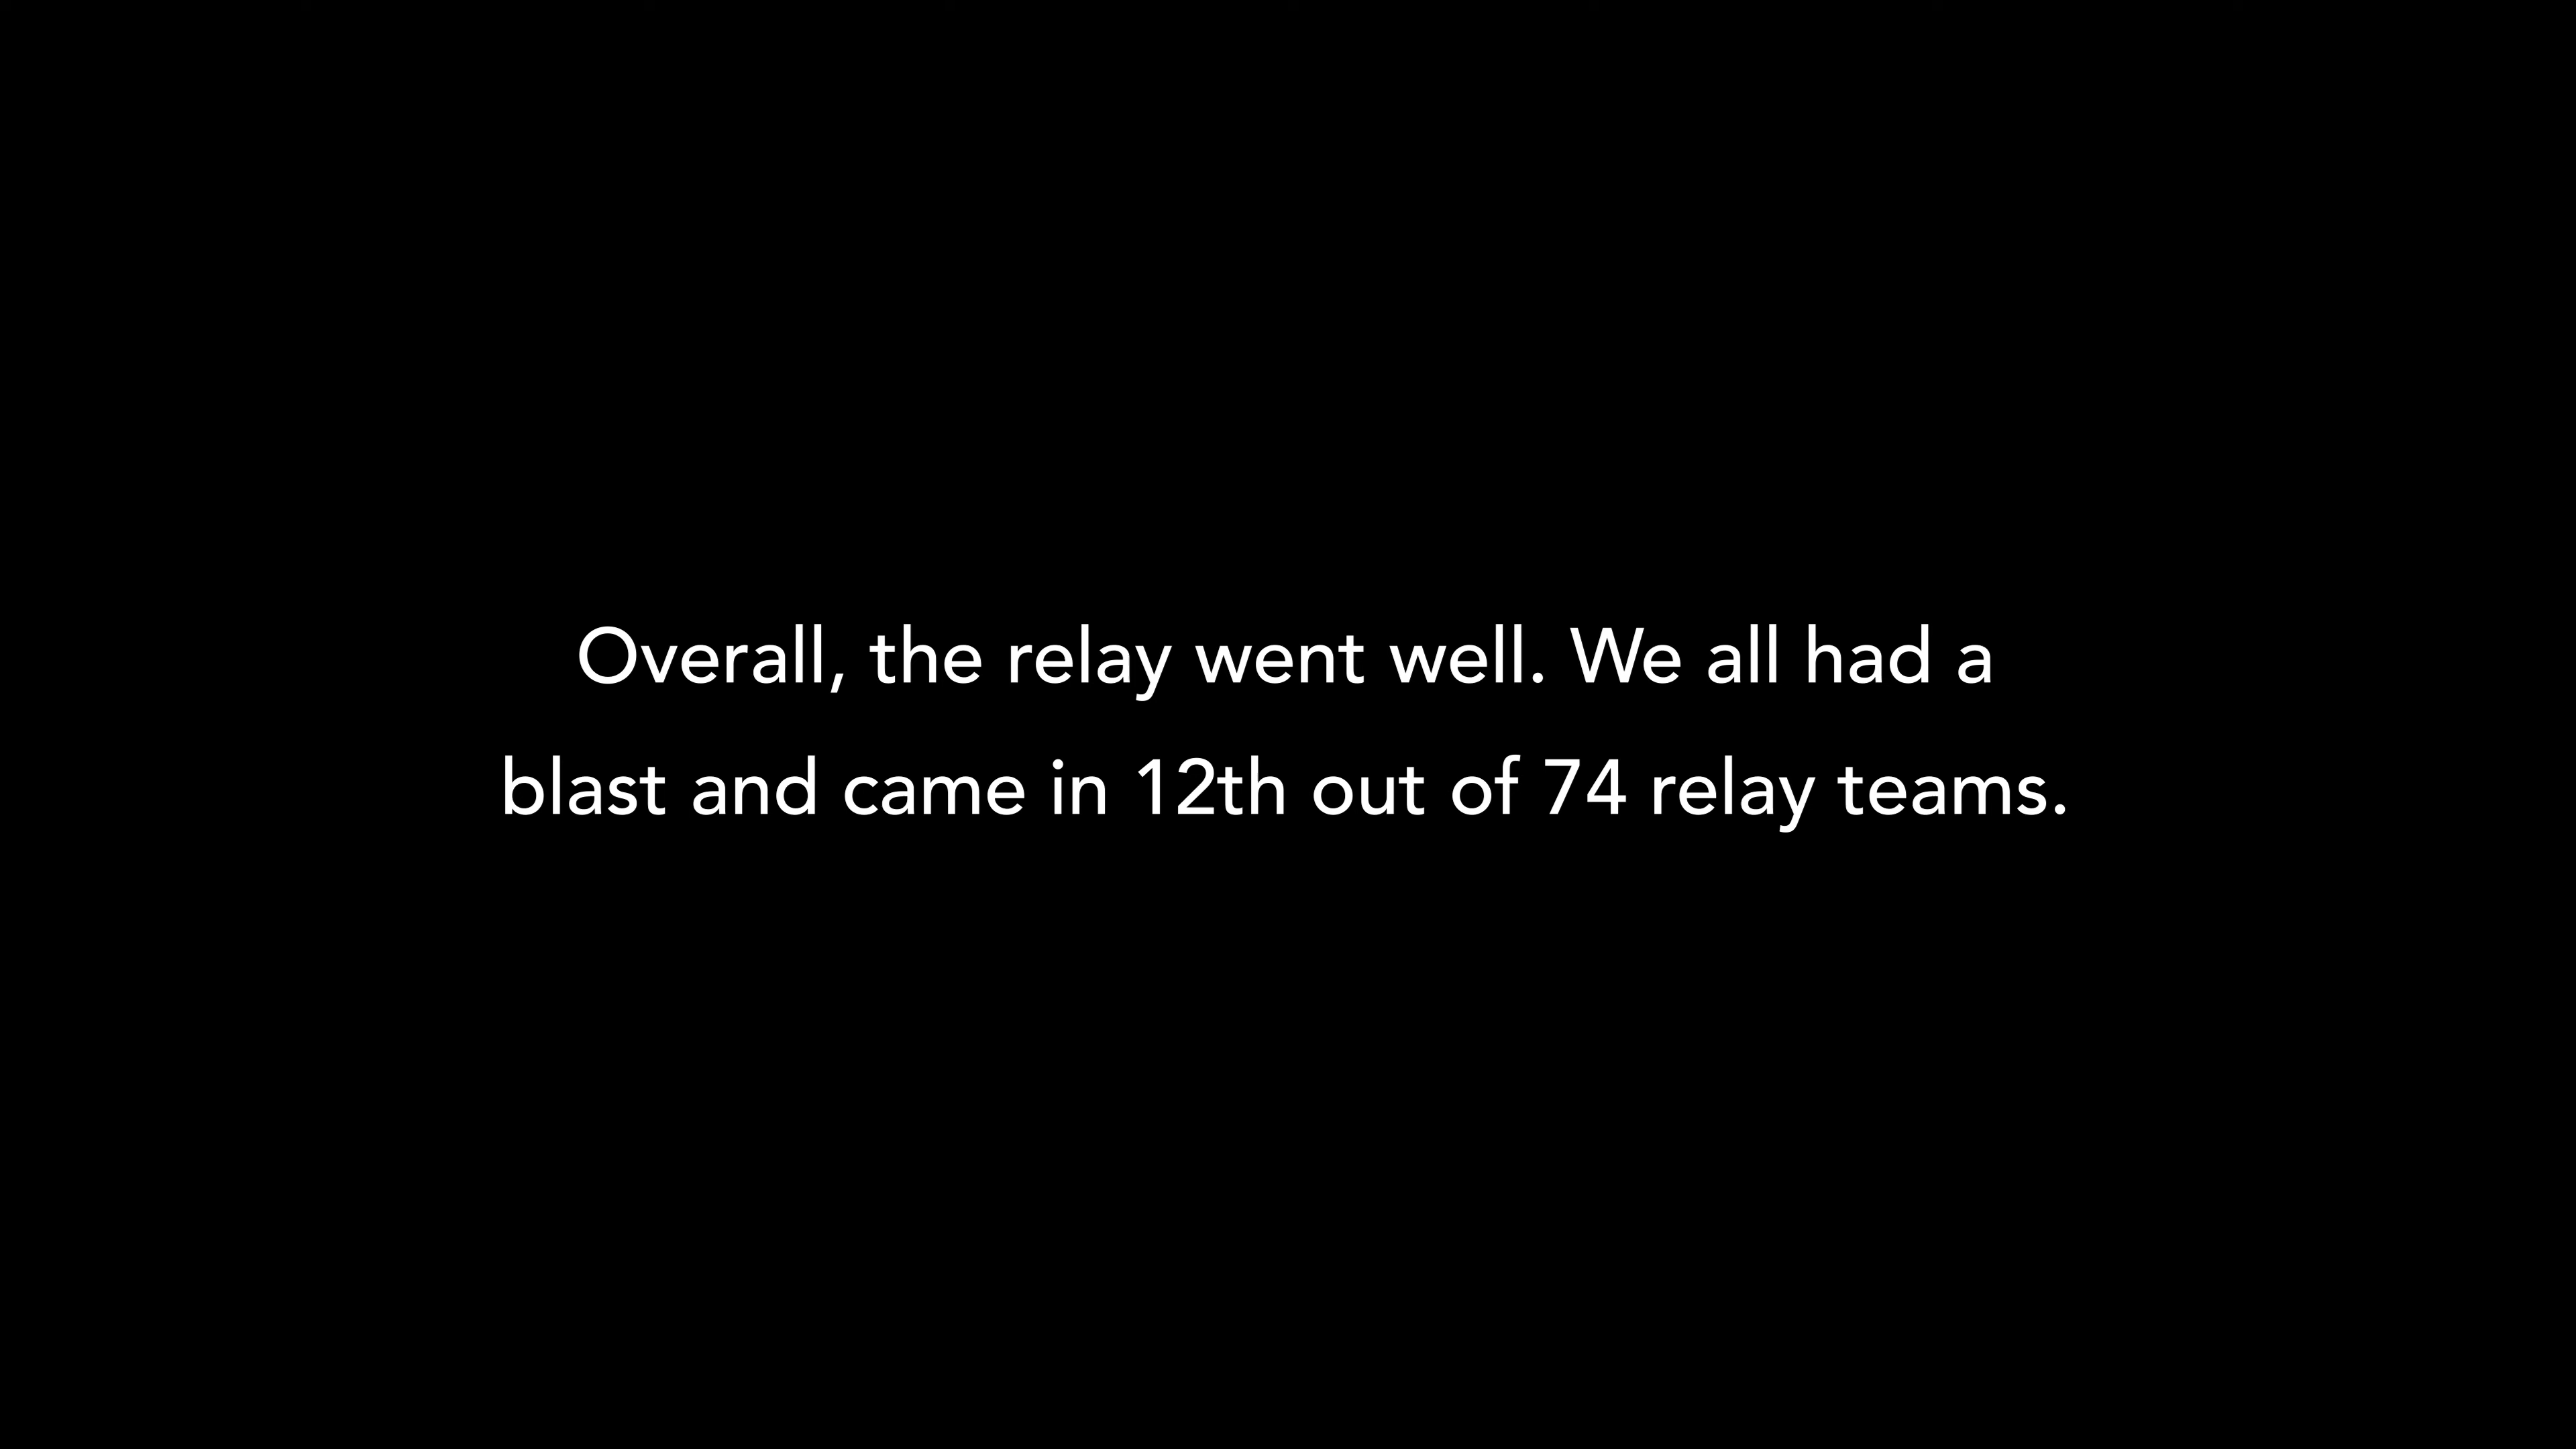 Overall, the relay went well. We all had a
blast and came in 12th out of 74 relay teams.